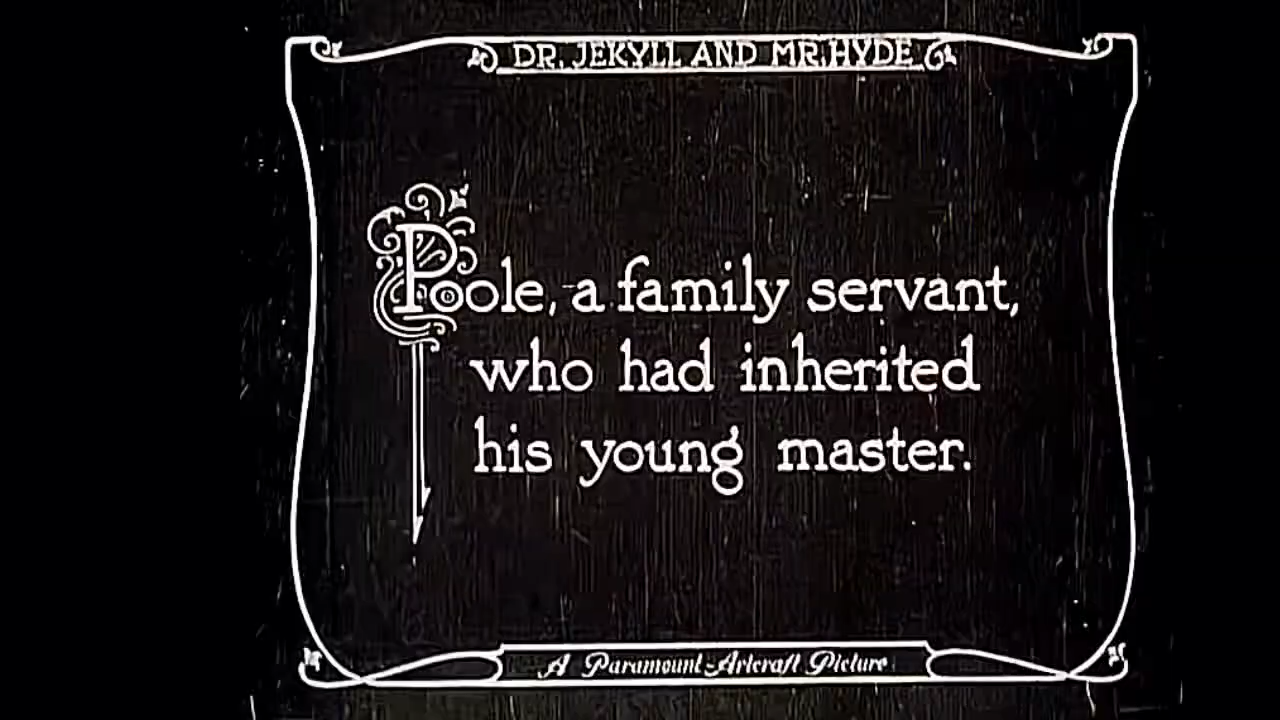 DR. JEKYLL AND MR. HYDE
Poole, a family servant,
who had inherited
his young master.
A Paramount-Artcraft Picture